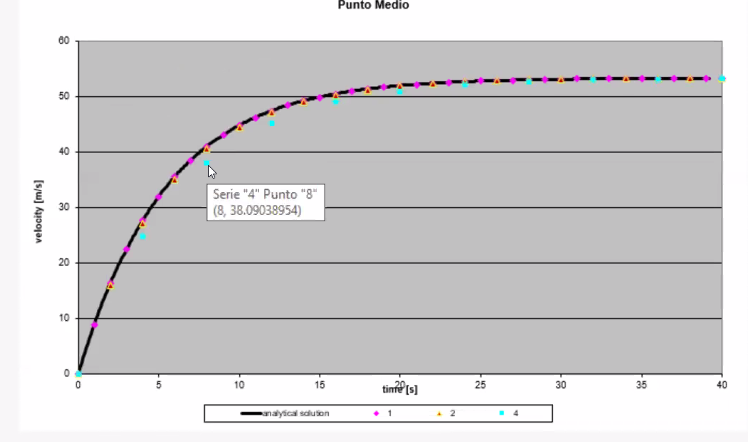 Punto Medio
60
50
40
30
20
10
0
velocity [m/s]
Serie "4" Punto "8"
(8, 38.09038954)
0 5 10 15 20 25 30 35 40
time [s]
analytical solution 1 2 4